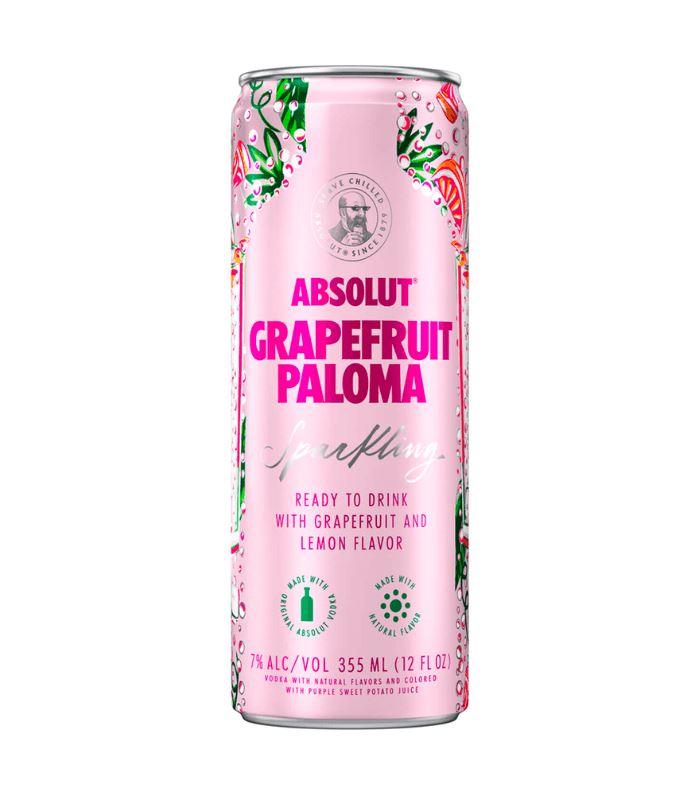 SERVE CHILLED
ABSOLUT® SINCE 1879
ABSOLUT®
GRAPEFRUIT
PALOMA
Sparkling
READY TO DRINK
WITH GRAPEFRUIT AND
LEMON FLAVOR
MADE WITH
ORIGINAL ABSOLUT VODKA
MADE WITH
NATURAL FLAVOR
7% ALC/VOL 355 ML (12 FL OZ)
VODKA WITH NATURAL FLAVORS AND COLORED
WITH PURPLE SWEET POTATO JUICE